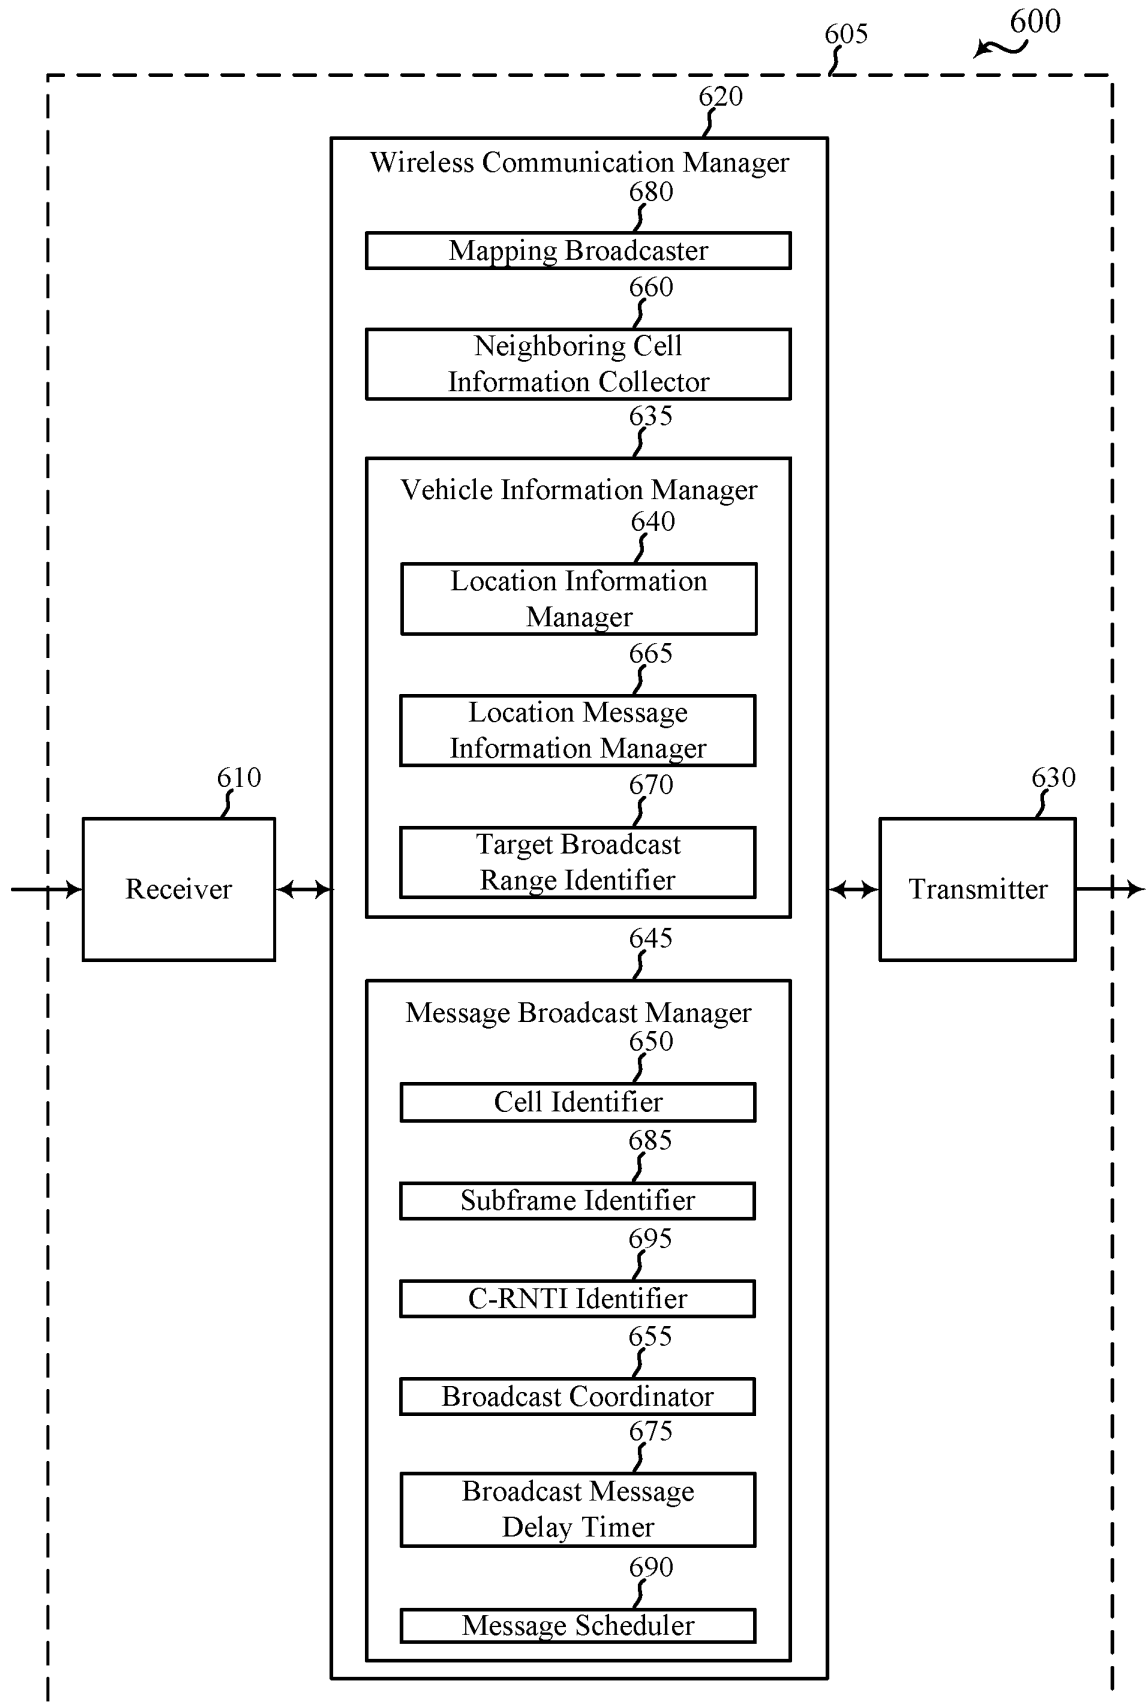 600
605
620
Wireless Communication Manager
680
Mapping Broadcaster
660
Neighboring Cell
Information Collector
635
Vehicle Information Manager
640
Location Information
Manager
665
Location Message
Information Manager
670
Target Broadcast
Range Identifier
610
Receiver
630
Transmitter
645
Message Broadcast Manager
650
Cell Identifier
685
Subframe Identifier
695
C-RNTI Identifier
655
Broadcast Coordinator
675
Broadcast Message
Delay Timer
690
Message Scheduler